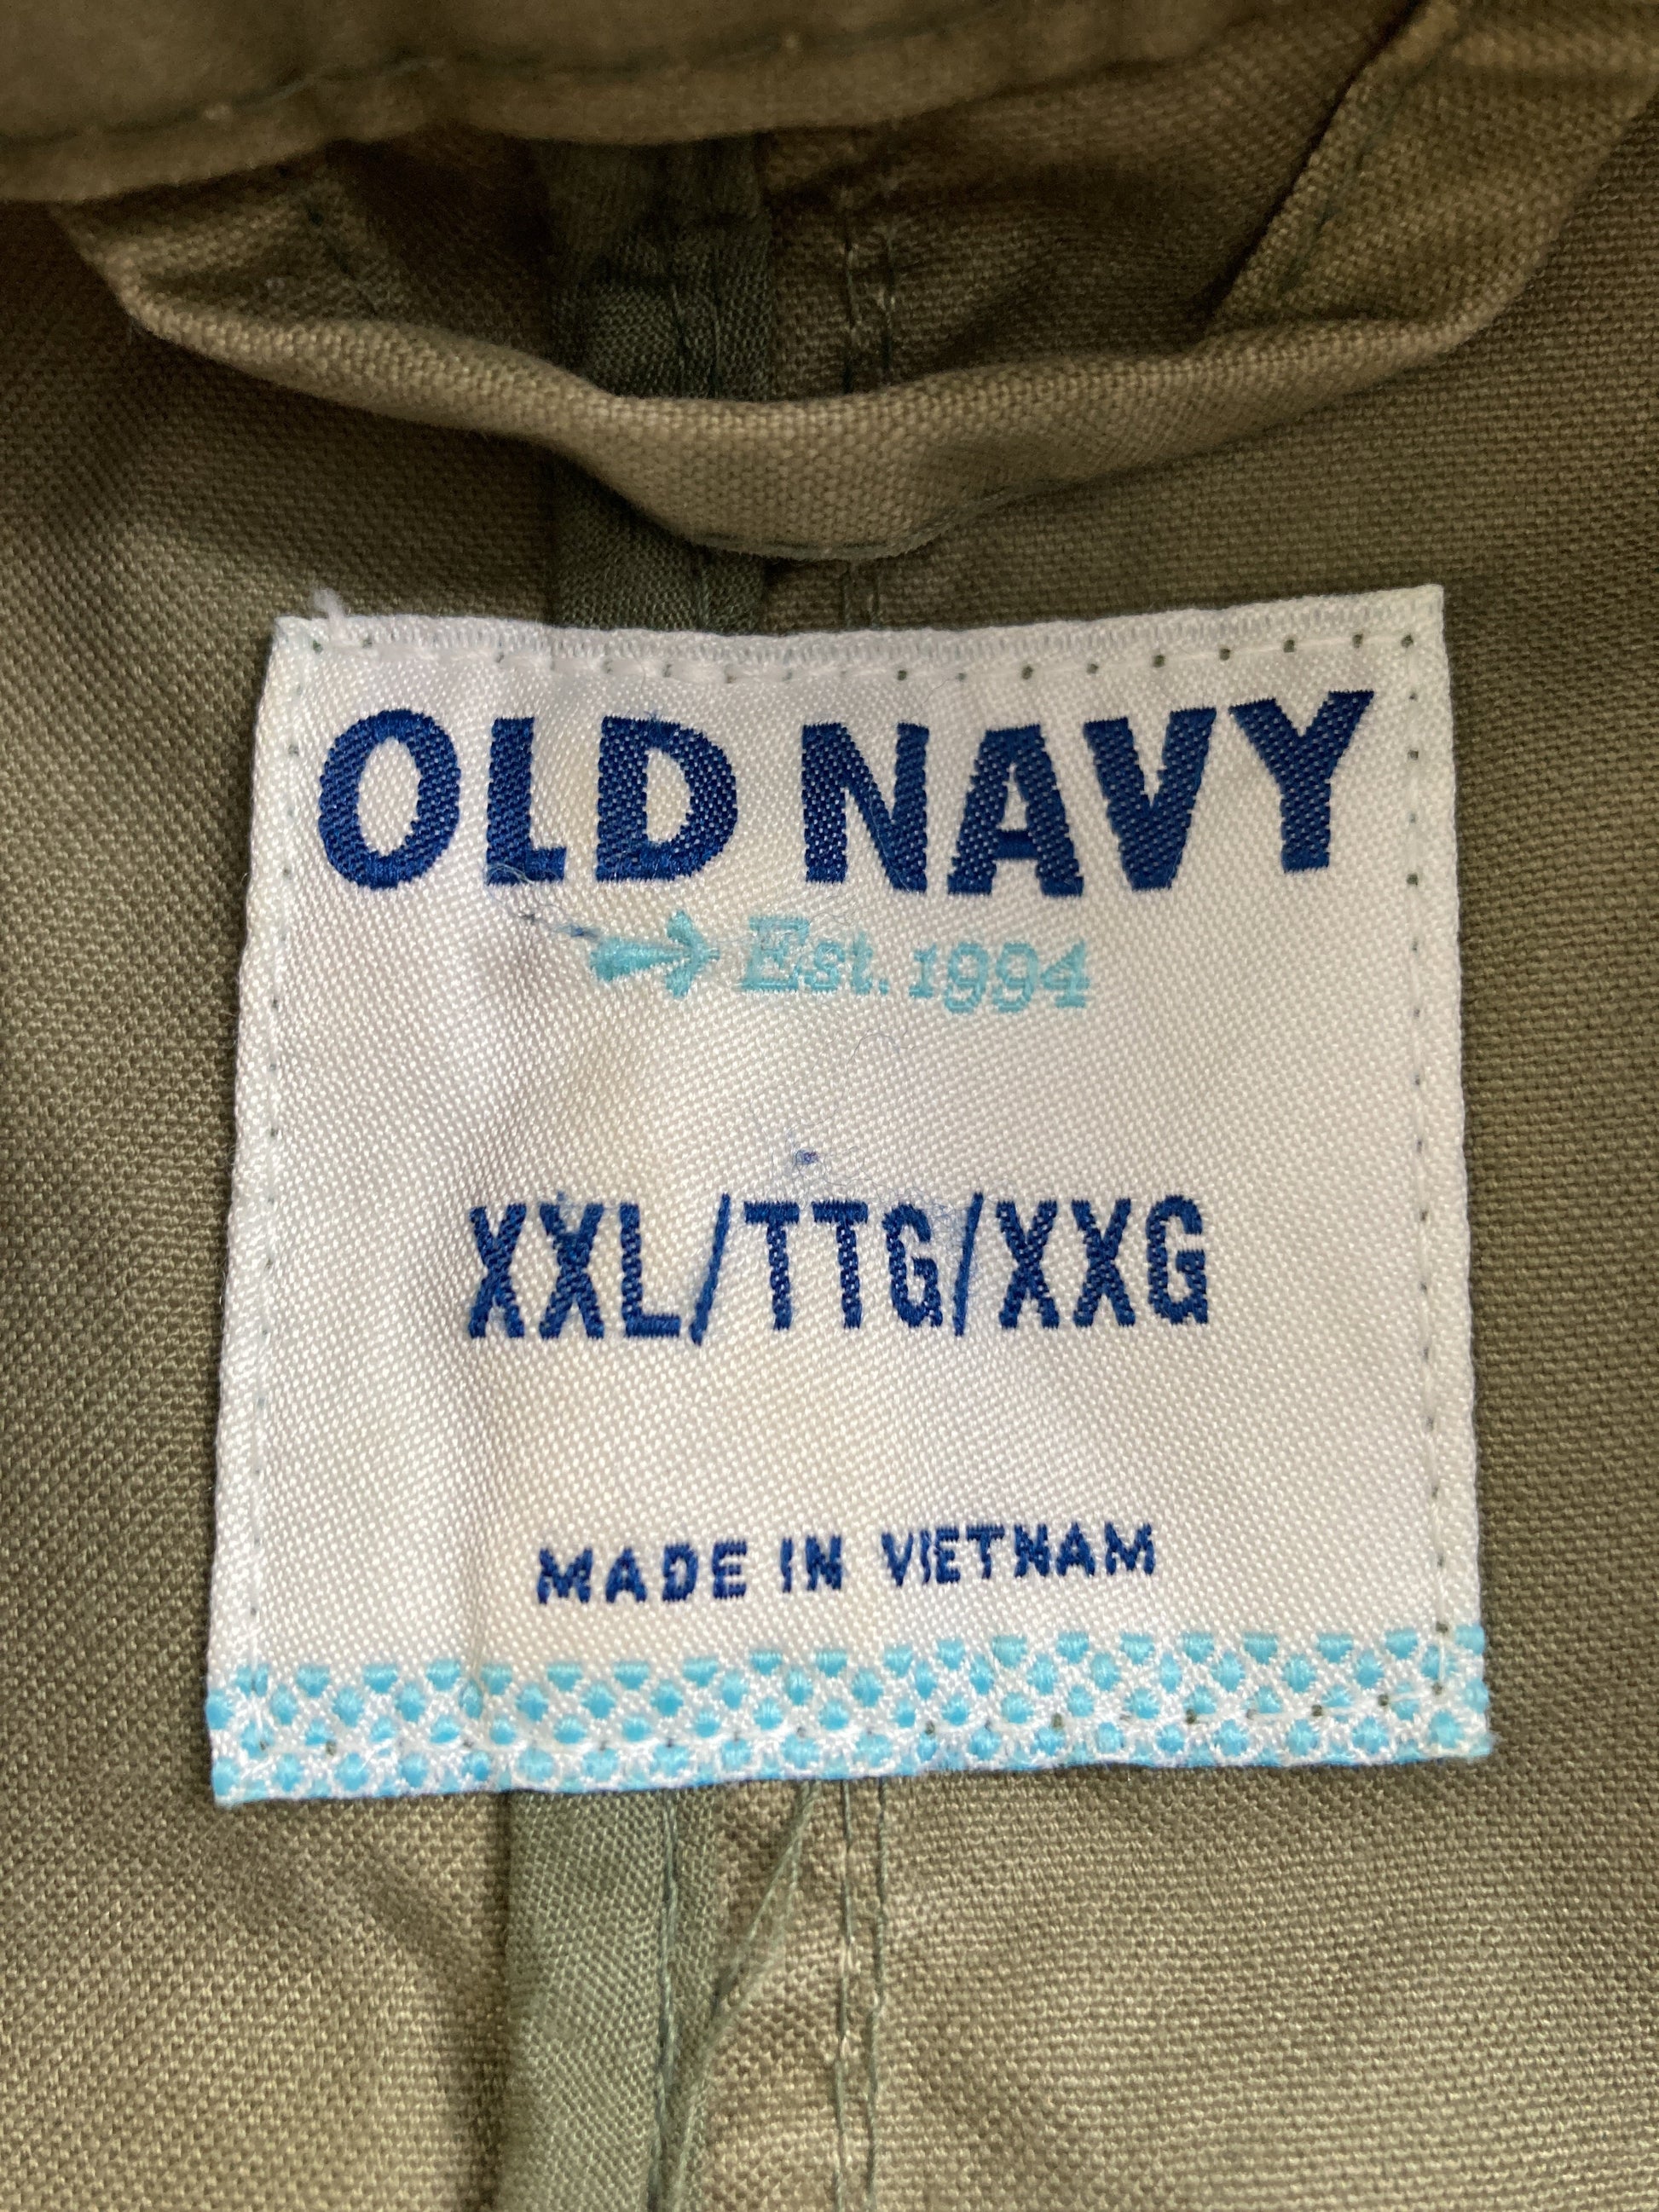 OLD NAVY
Est. 1994
XXL/TTG/XXG
MADE IN VIETNAM